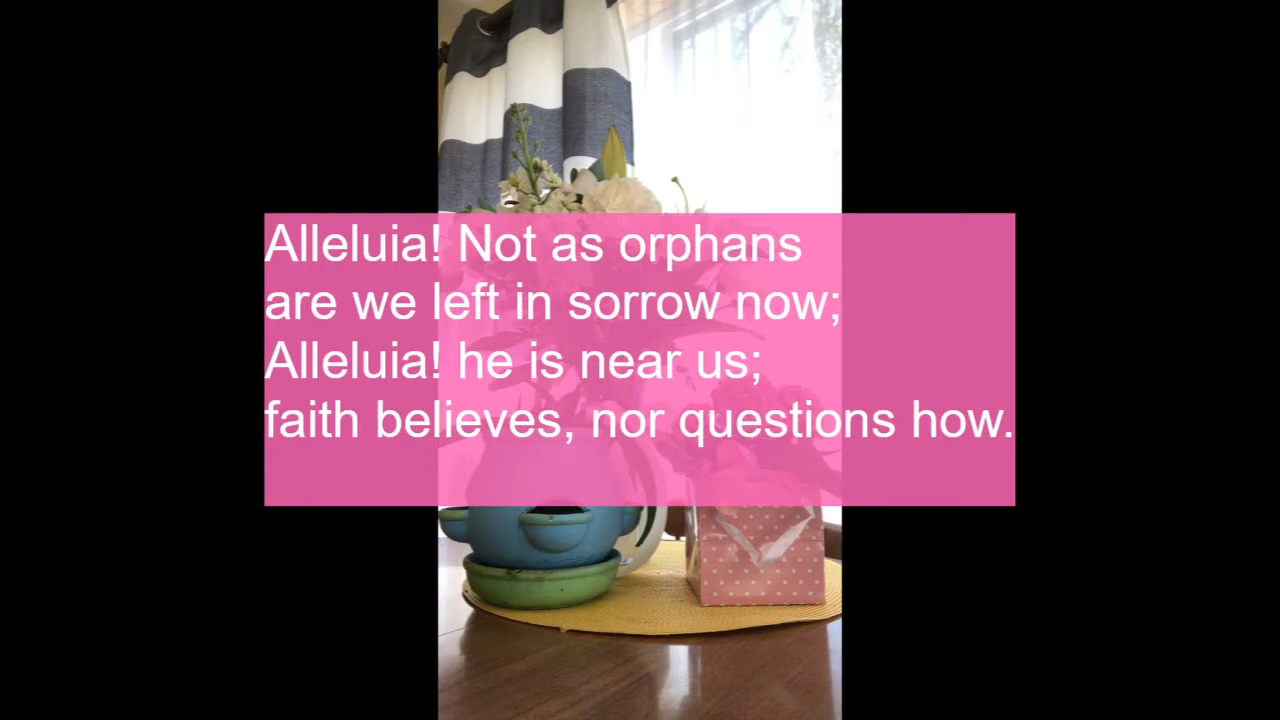 Alleluia! Not as orphans
are we left in sorrow now;
Alleluia! he is near us;
faith believes, nor questions how.